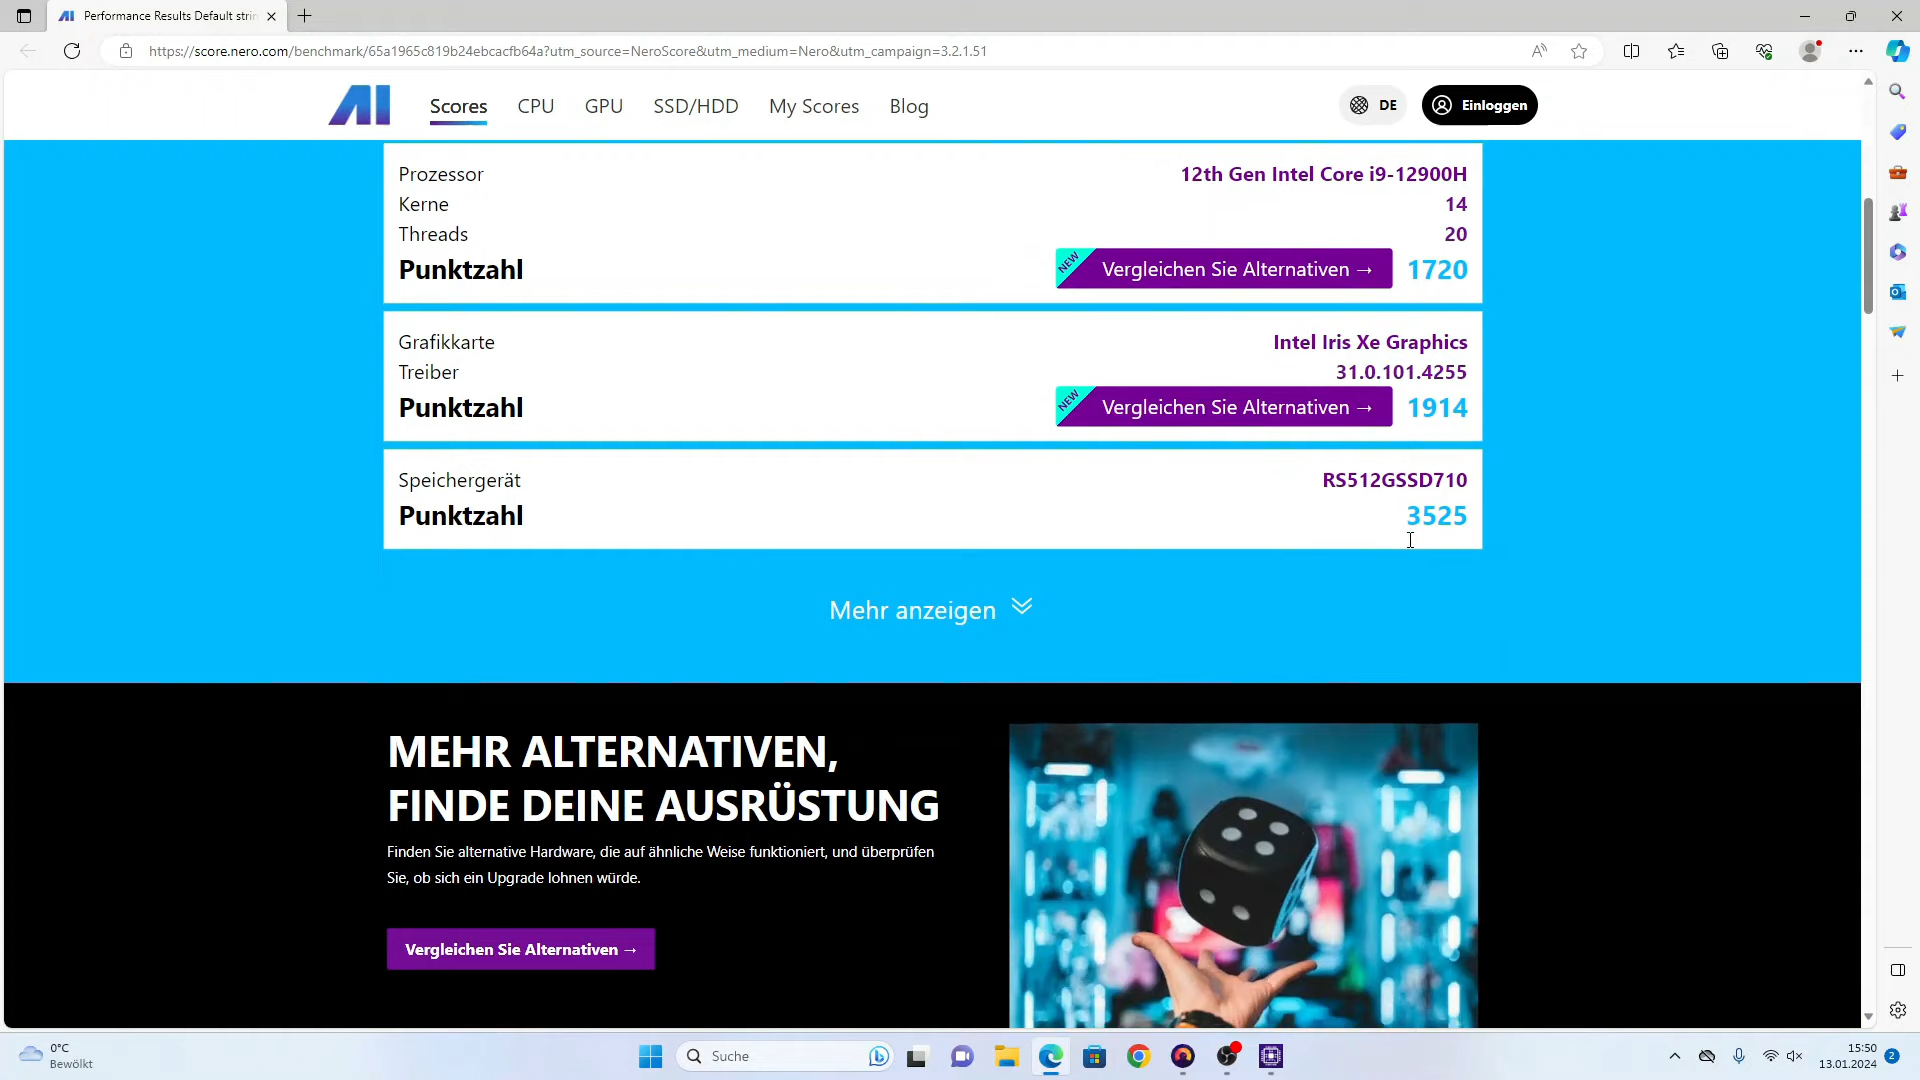 Performance Results Default strin
https://score.nero.com/benchmark/65a1965c819b24ebcacfb64a?utm_source=NeroScore&utm_medium=Nero&utm_campaign=3.2.1.51
AI Scores CPU GPU SSD/HDD My Scores Blog DE Einloggen
Prozessor 12th Gen Intel Core i9-12900H
Kerne 14
Threads 20
Punktzahl NEW Vergleichen Sie Alternativen → 1720
Grafikkarte Intel Iris Xe Graphics
Treiber 31.0.101.4255
Punktzahl NEW Vergleichen Sie Alternativen → 1914
Speichergerät RS512GSSD710
Punktzahl 3525
Mehr anzeigen
MEHR ALTERNATIVEN,
FINDE DEINE AUSRÜSTUNG
Finden Sie alternative Hardware, die auf ähnliche Weise funktioniert, und überprüfen
Sie, ob sich ein Upgrade lohnen würde.
Vergleichen Sie Alternativen →
0°C
Bewölkt
Suche
15:50
13.01.2024
2